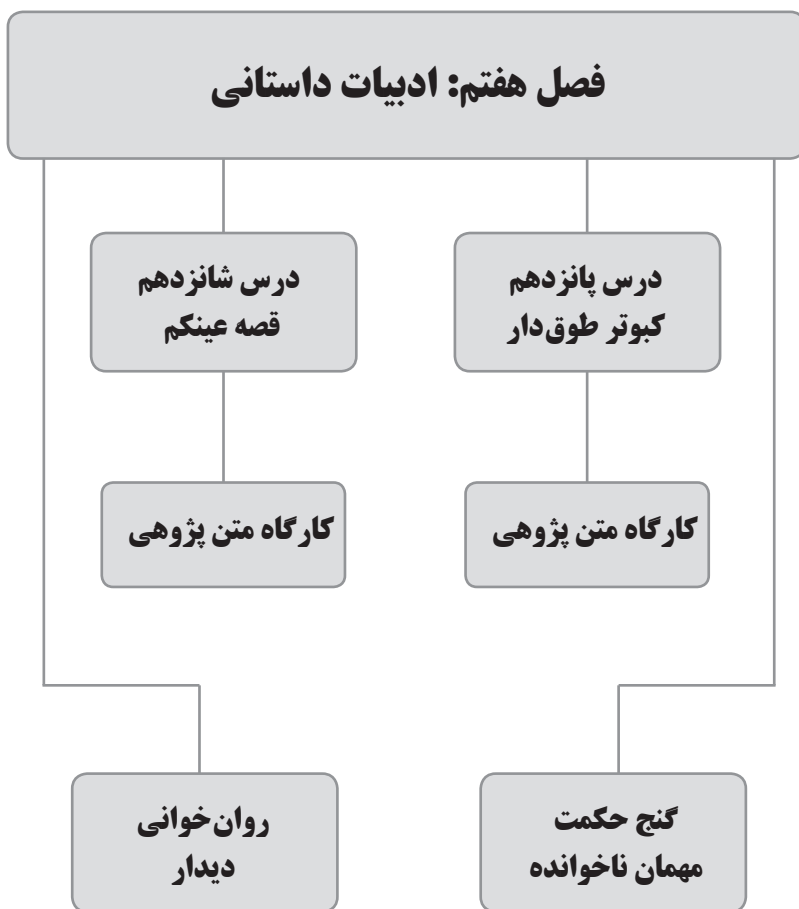 فصل هفتم: ادبیات داستانی
درس پانزدهم
کبوتر طوق‌دار
درس شانزدهم
قصه عینکم
کارگاه متن پژوهی
کارگاه متن پژوهی
گنج حکمت
مهمان ناخوانده
روان‌خوانی
دیدار